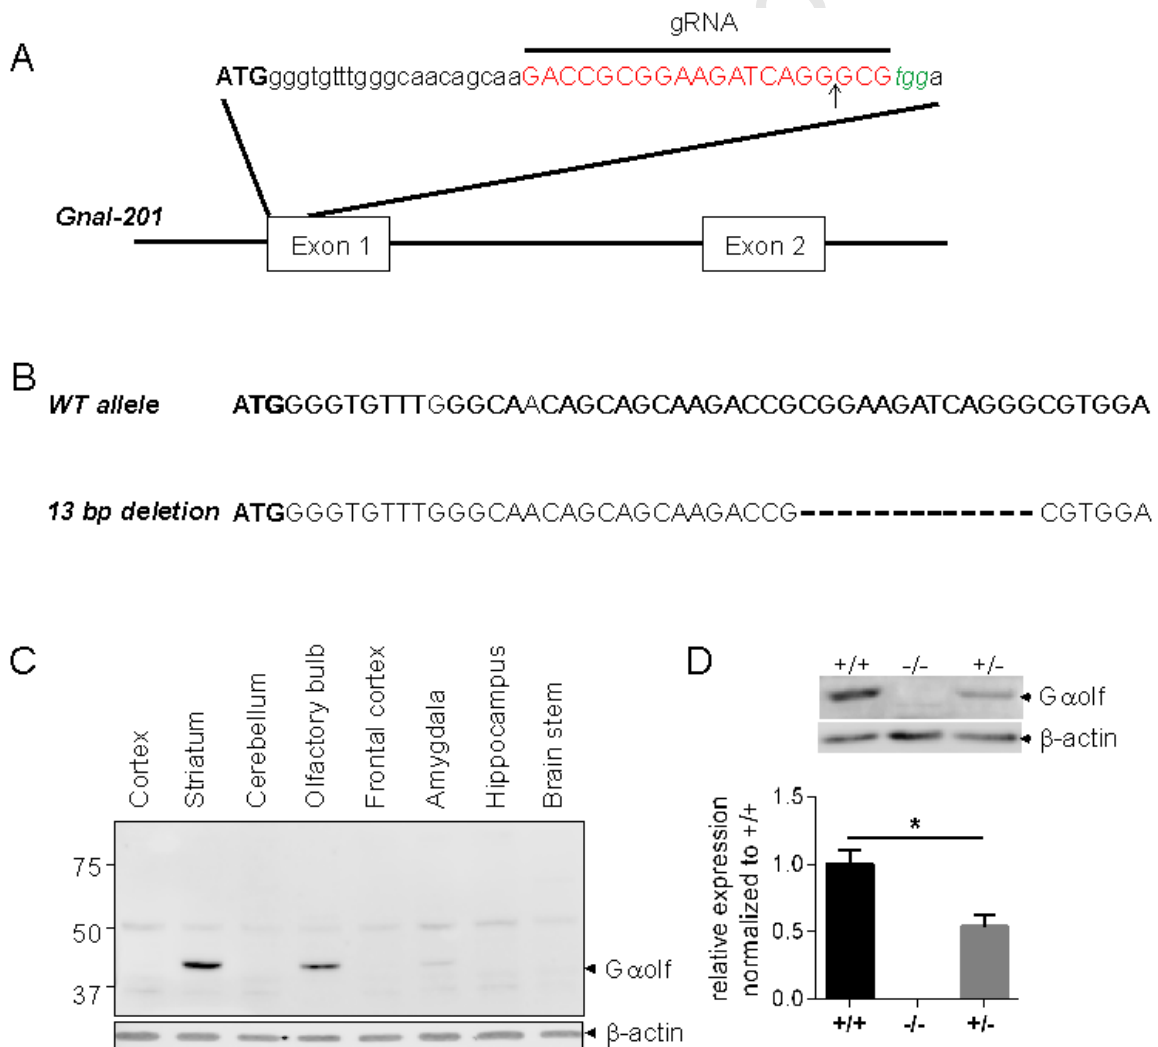 A
gRNA
ATGgggtgtttgggcaacagcaaGACCGCGGAAGATCAGGGCGtgga
Gnal-201
Exon 1
Exon 2
B
WT allele ATGGGGTGTTTGGGCAACAGCAGCAAGACCGCGGAAGATCAGGGCGTGGA
13 bp deletion ATGGGGTGTTTGGGCAACAGCAGCAAGACCG-------------CGTGGA
C
Cortex
Striatum
Cerebellum
Olfactory bulb
Frontal cortex
Amygdala
Hippocampus
Brain stem
75
50
37
Gαolf
β-actin
D
+/+ -/- +/-
Gαolf
β-actin
relative expression
normalized to +/+
1.5
1.0
0.5
0.0
*
+/+ -/- +/-